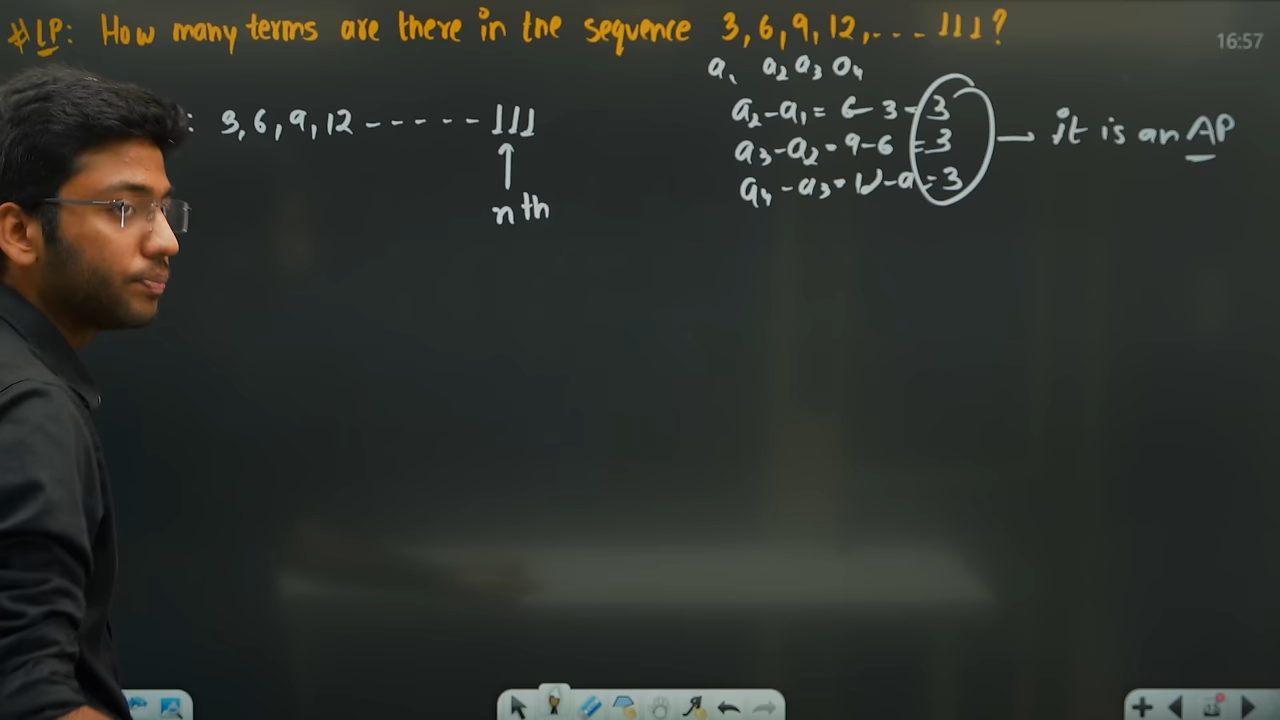 # LP: How many terms are there in the sequence 3, 6, 9, 12, . . . 111?
16:57
a₁ a₂ a₃ a₄
: 3, 6, 9, 12 - - - - - - 111
a₂-a₁= 6-3=3
a₃-a₂=9-6=3 → it is an AP
a₄-a₃=12-9=3
↑
nth